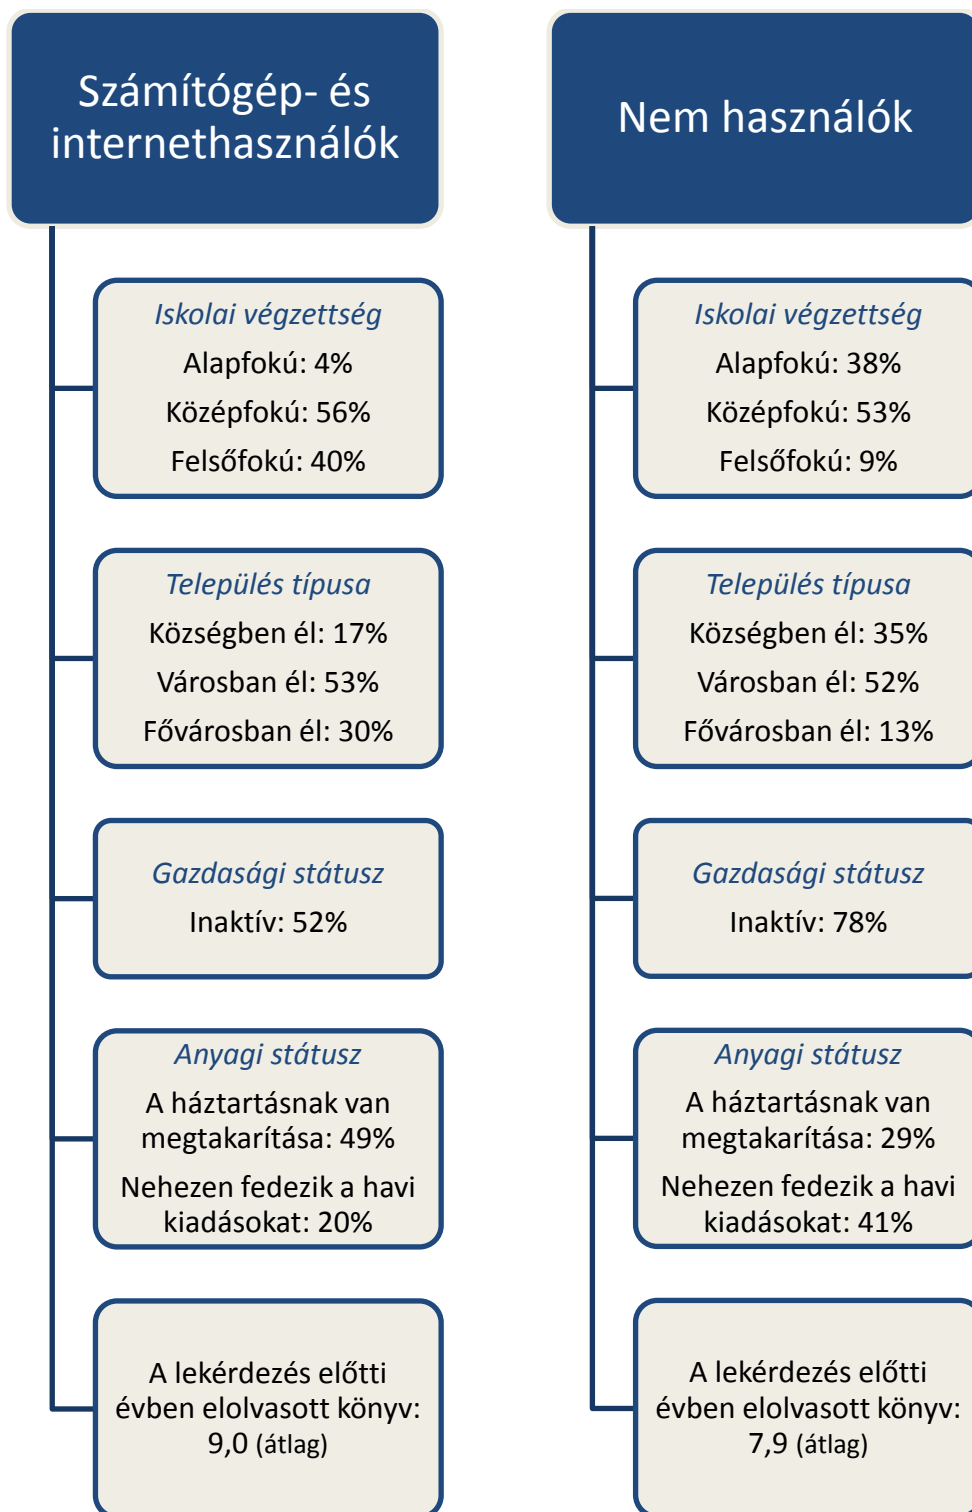 Számítógép- és
internethasználók
Iskolai végzettség
Alapfokú: 4%
Középfokú: 56%
Felsőfokú: 40%
Település típusa
Községben él: 17%
Városban él: 53%
Fővárosban él: 30%
Gazdasági státusz
Inaktív: 52%
Anyagi státusz
A háztartásnak van
megtakarítása: 49%
Nehezen fedezik a havi
kiadásokat: 20%
A lekérdezés előtti
évben elolvasott könyv:
9,0 (átlag)
Nem használók
Iskolai végzettség
Alapfokú: 38%
Középfokú: 53%
Felsőfokú: 9%
Település típusa
Községben él: 35%
Városban él: 52%
Fővárosban él: 13%
Gazdasági státusz
Inaktív: 78%
Anyagi státusz
A háztartásnak van
megtakarítása: 29%
Nehezen fedezik a havi
kiadásokat: 41%
A lekérdezés előtti
évben elolvasott könyv:
7,9 (átlag)